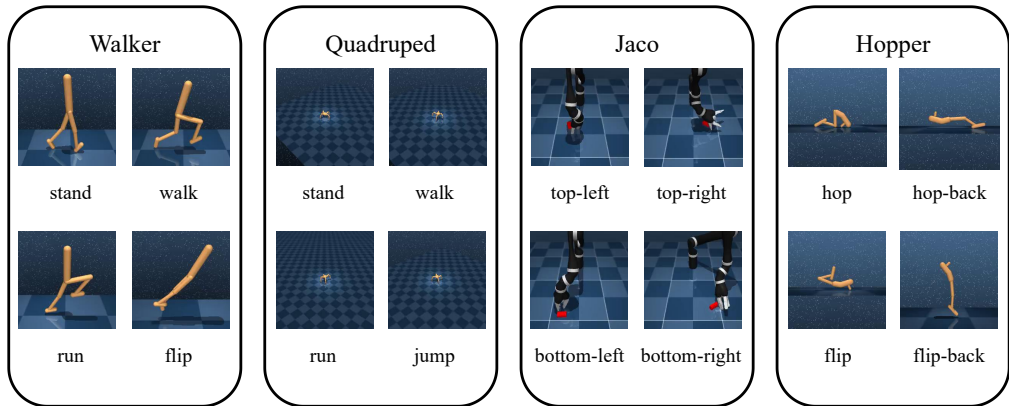 Walker
stand walk
run flip
Quadruped
stand walk
run jump
Jaco
top-left top-right
bottom-left bottom-right
Hopper
hop hop-back
flip flip-back